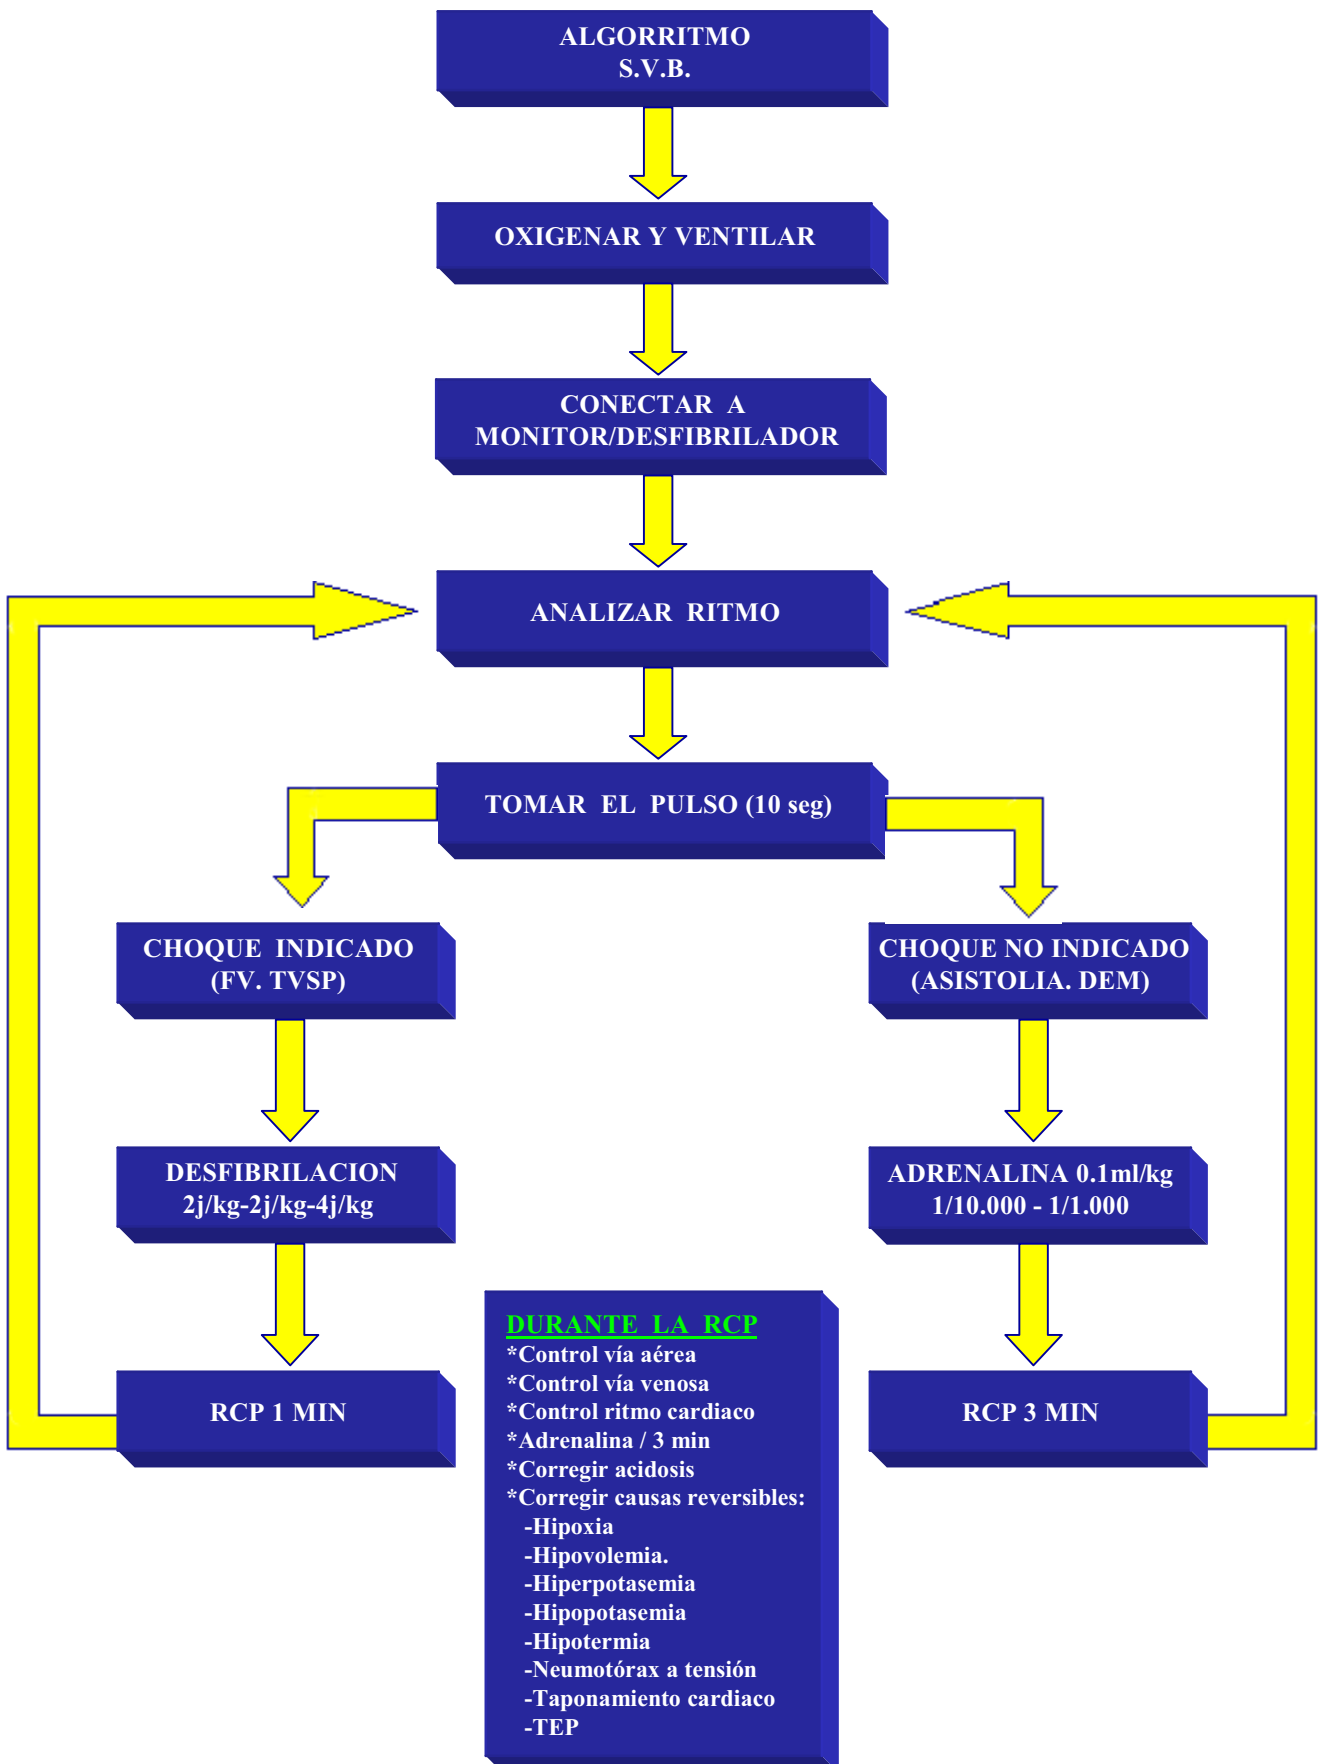 ALGORRITMO
S.V.B.
OXIGENAR Y VENTILAR
CONECTAR A
MONITOR/DESFIBRILADOR
ANALIZAR RITMO
TOMAR EL PULSO (10 seg)
CHOQUE INDICADO
(FV. TVSP)
CHOQUE NO INDICADO
(ASISTOLIA. DEM)
DESFIBRILACION
2j/kg-2j/kg-4j/kg
ADRENALINA 0.1ml/kg
1/10.000 - 1/1.000
RCP 1 MIN
RCP 3 MIN
DURANTE LA RCP
*Control vía aérea
*Control vía venosa
*Control ritmo cardiaco
*Adrenalina / 3 min
*Corregir acidosis
*Corregir causas reversibles:
-Hipoxia
-Hipovolemia.
-Hiperpotasemia
-Hipopotasemia
-Hipotermia
-Neumotórax a tensión
-Taponamiento cardiaco
-TEP